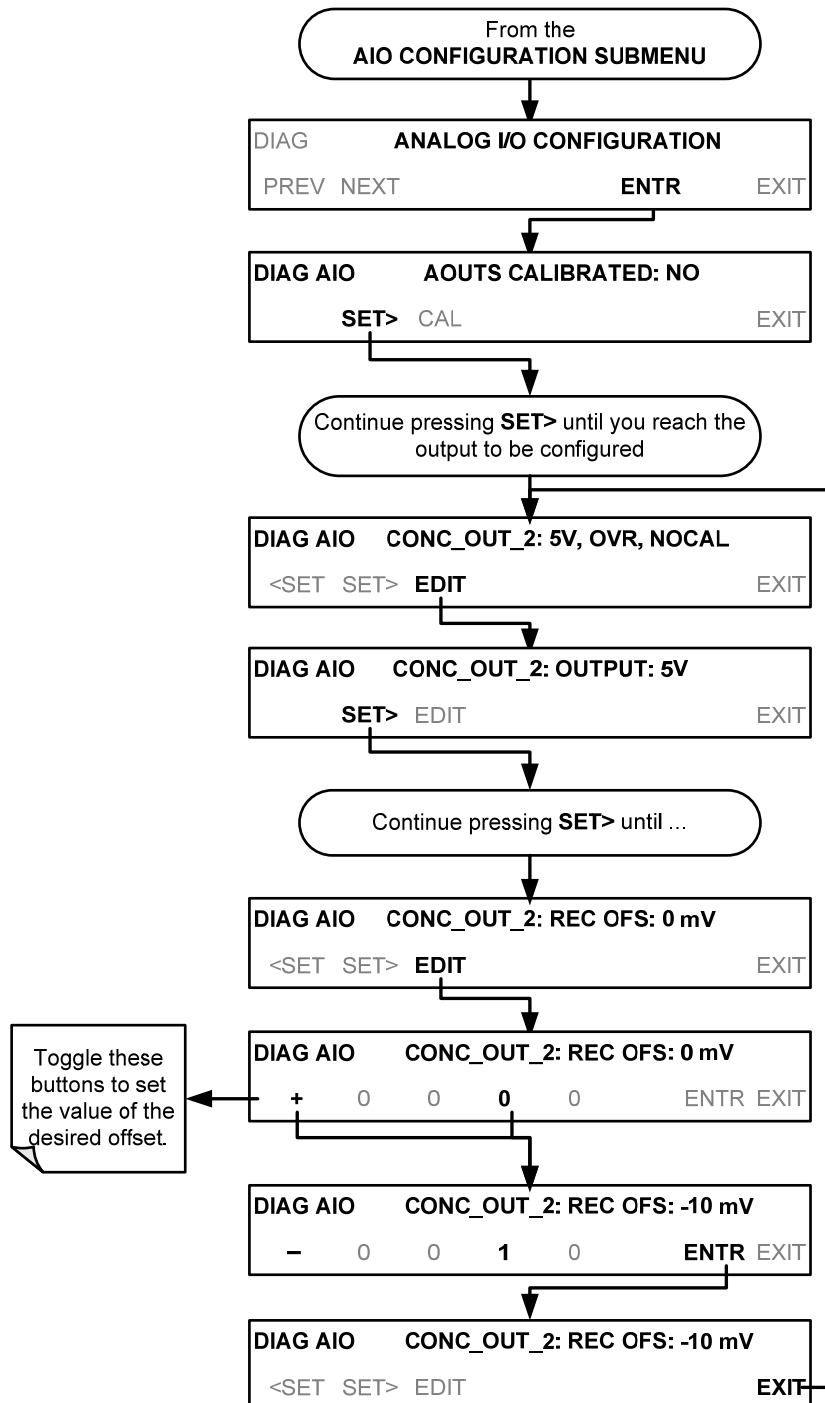 From the
AIO CONFIGURATION SUBMENU
DIAG ANALOG I/O CONFIGURATION
PREV NEXT ENTR EXIT
DIAG AIO AOUTS CALIBRATED: NO
SET> CAL EXIT
Continue pressing SET> until you reach the
output to be configured
DIAG AIO CONC_OUT_2: 5V, OVR, NOCAL
<SET SET> EDIT EXIT
DIAG AIO CONC_OUT_2: OUTPUT: 5V
SET> EDIT EXIT
Continue pressing SET> until ...
DIAG AIO CONC_OUT_2: REC OFS: 0 mV
<SET SET> EDIT EXIT
Toggle these
buttons to set
the value of the
desired offset.
DIAG AIO CONC_OUT_2: REC OFS: 0 mV
+ 0 0 0 0 ENTR EXIT
DIAG AIO CONC_OUT_2: REC OFS: -10 mV
– 0 0 1 0 ENTR EXIT
DIAG AIO CONC_OUT_2: REC OFS: -10 mV
<SET SET> EDIT EXIT